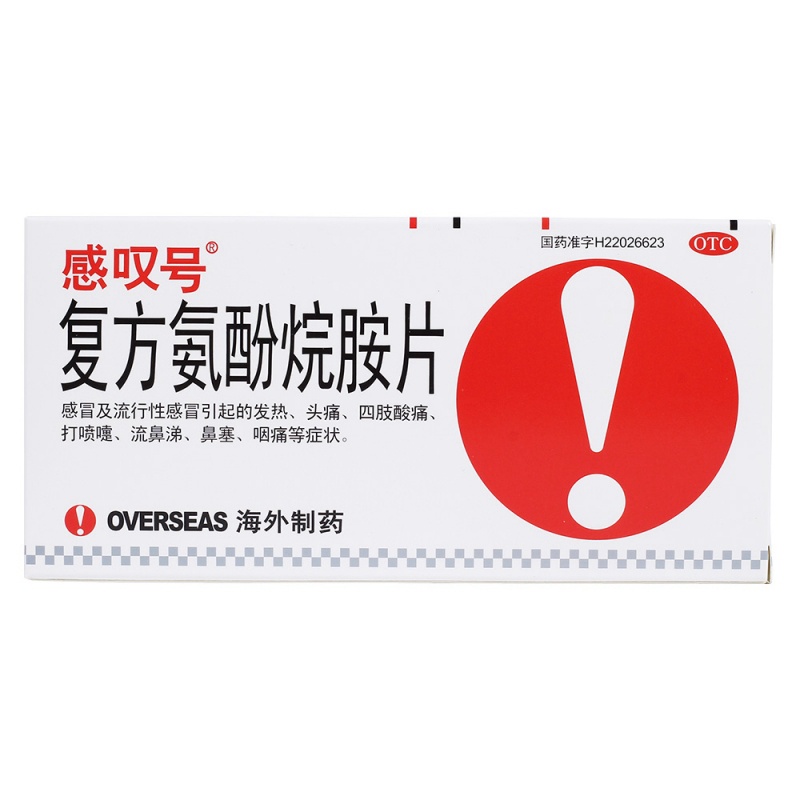 国药准字H22026623
OTC
感叹号®
复方氨酚烷胺片
感冒及流行性感冒引起的发热、头痛、四肢酸痛、
打喷嚏、流鼻涕、鼻塞、咽痛等症状。
OVERSEAS 海外制药